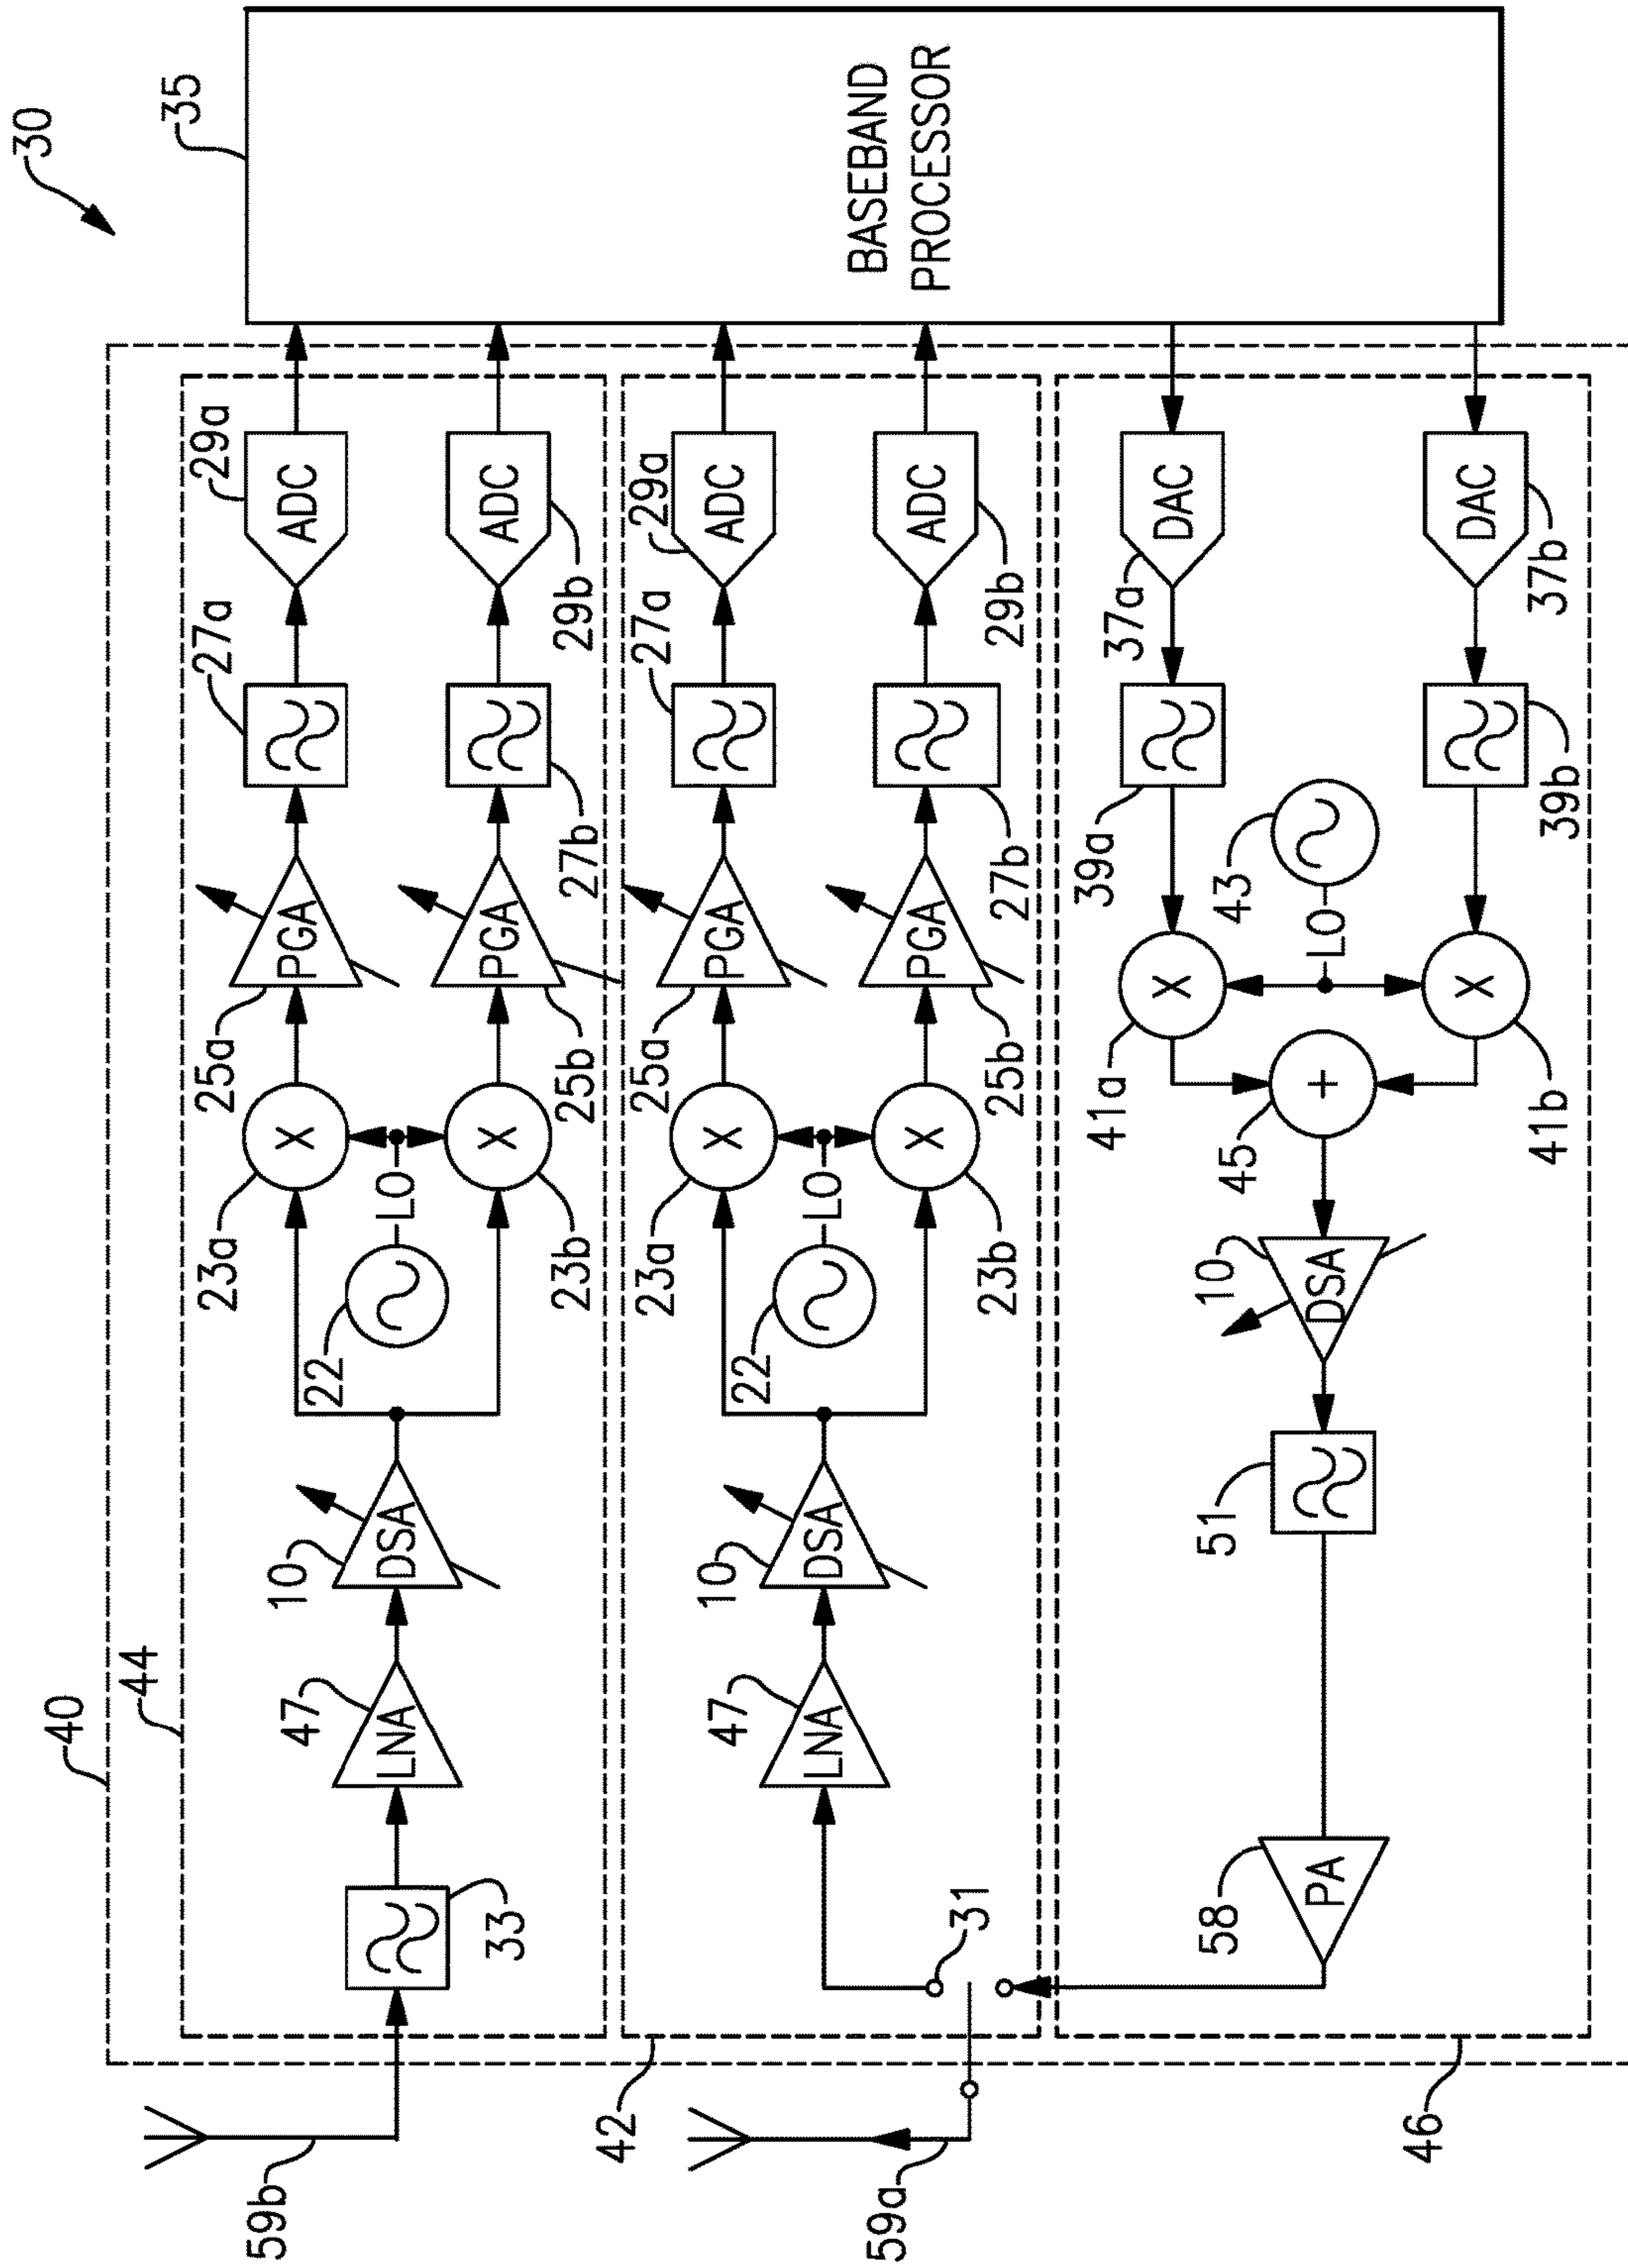 30
35
BASEBAND
PROCESSOR
40
44
59b
33
47
LNA
10
DSA
22
LO
23a
X
23b
X
25a
PGA
25b
PGA
27a
27b
29a
ADC
29b
ADC
42
59a
31
47
LNA
10
DSA
22
LO
23a
X
23b
X
25a
PGA
25b
PGA
27a
27b
29a
ADC
29b
ADC
46
58
PA
51
10
DSA
45
+
41a
X
41b
X
LO
43
39a
39b
37a
DAC
37b
DAC